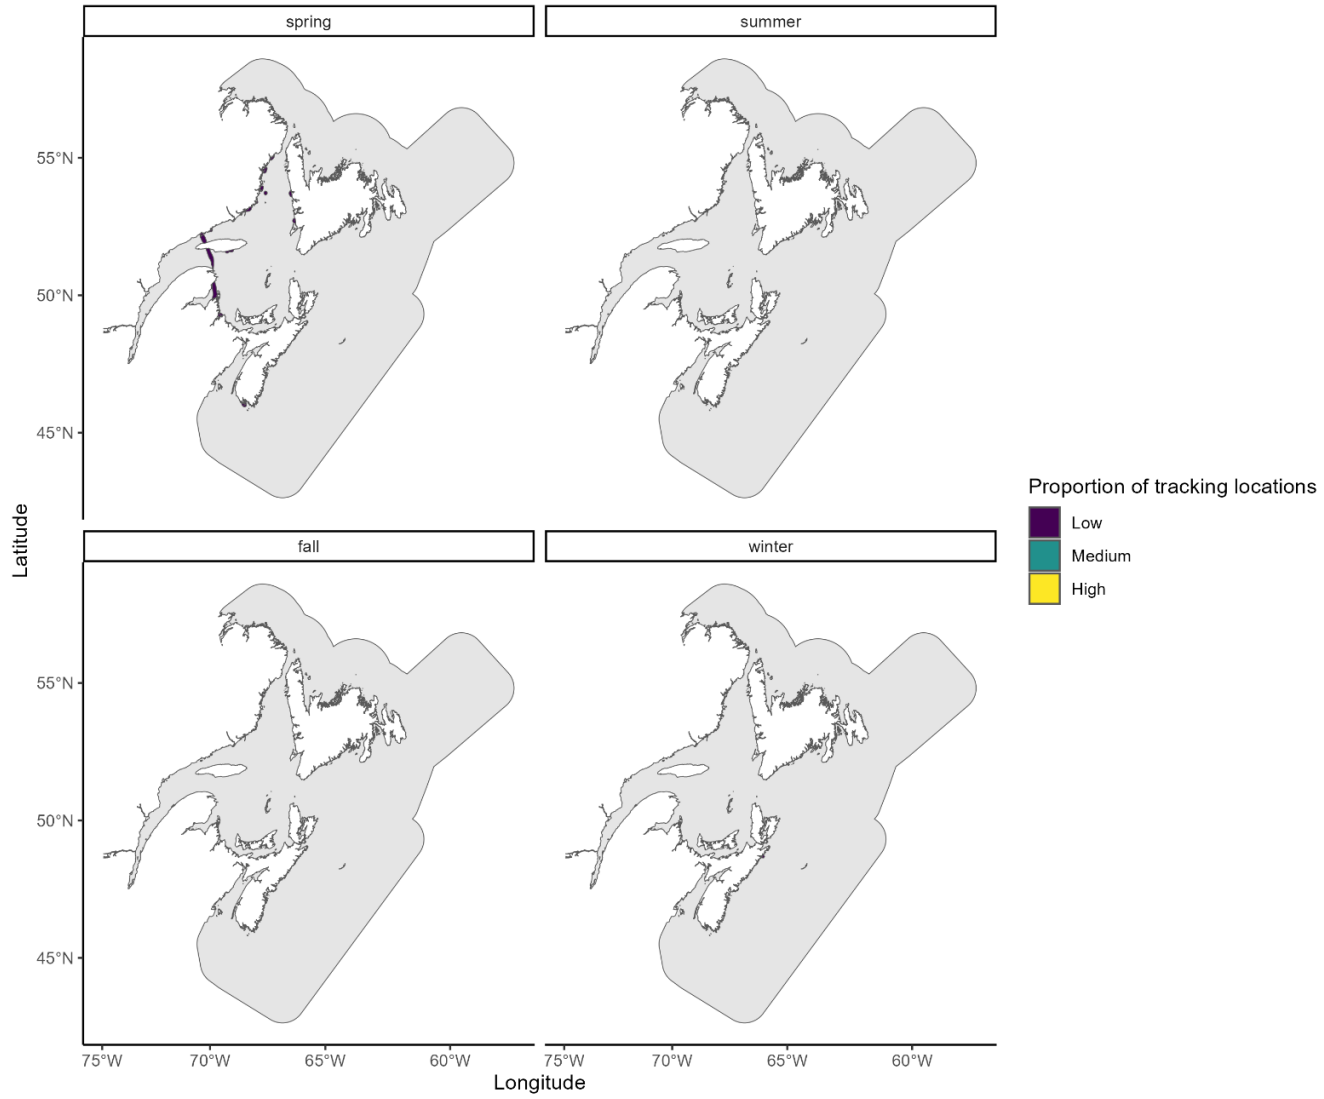 spring
summer
55°N
50°N
45°N
Latitude
fall
winter
55°N
50°N
45°N
75°W
70°W
65°W
60°W
75°W
70°W
65°W
60°W
Longitude
Proportion of tracking locations
Low
Medium
High